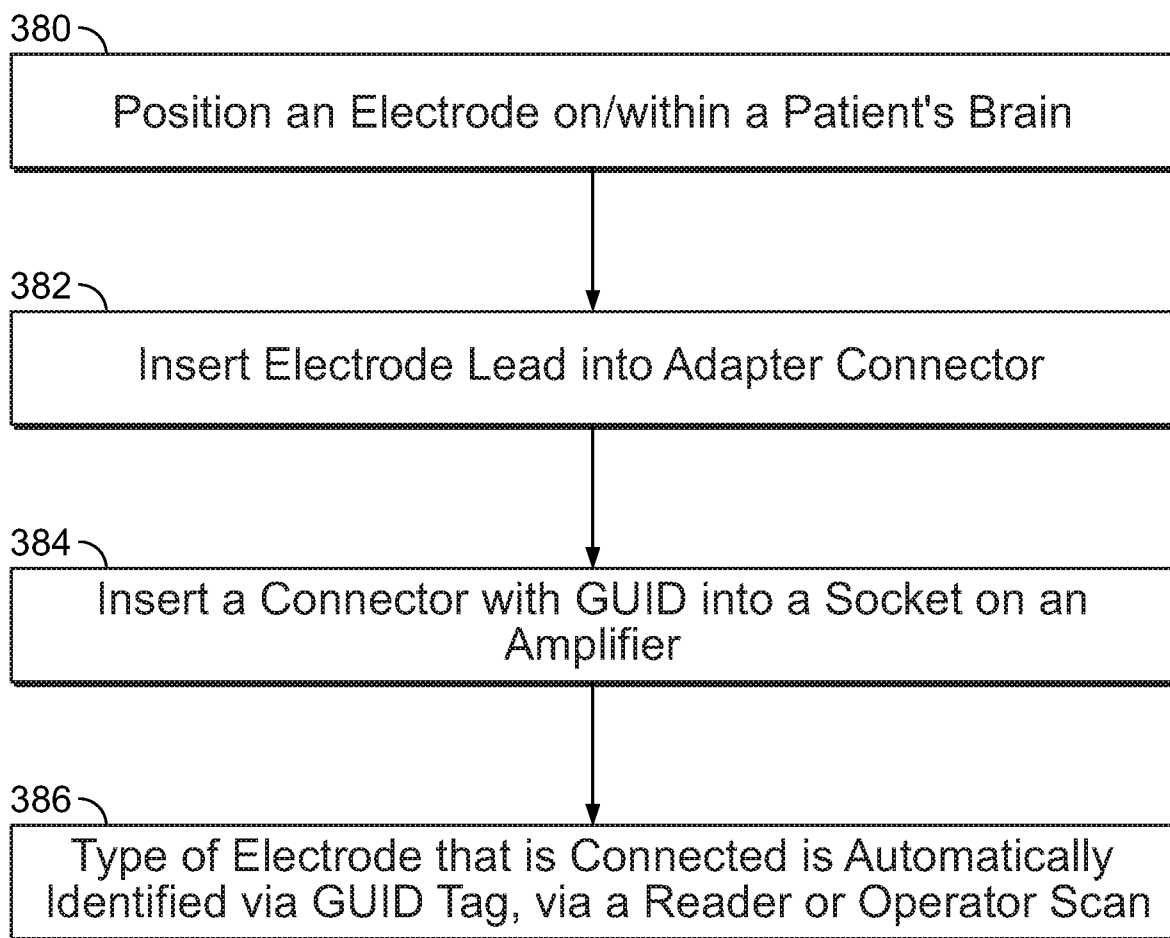 380
Position an Electrode on/within a Patient's Brain
382
Insert Electrode Lead into Adapter Connector
384
Insert a Connector with GUID into a Socket on an
Amplifier
386
Type of Electrode that is Connected is Automatically
Identified via GUID Tag, via a Reader or Operator Scan